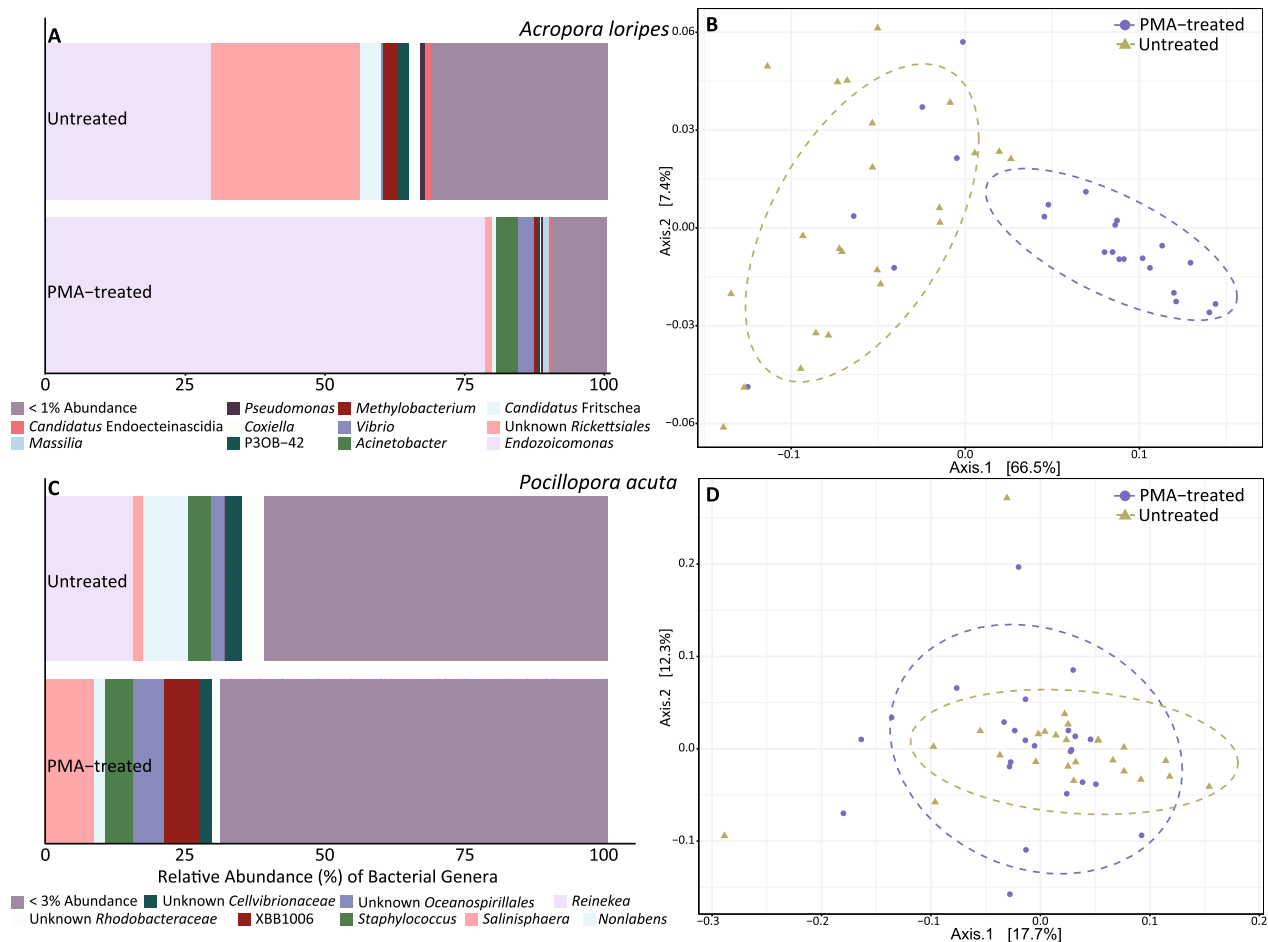 A
Acropora loripes
Untreated
PMA−treated
0 25 50 75 100
< 1% Abundance Pseudomonas Methylobacterium Candidatus Fritschea
Candidatus Endoecteinascidia Coxiella Vibrio Unknown Rickettsiales
Massilia P3OB−42 Acinetobacter Endozoicomonas
B
PMA−treated
Untreated
0.06
0.03
0.00
−0.03
−0.06
Axis.2 [7.4%]
−0.1 0.0 0.1
Axis.1 [66.5%]
C
Pocillopora acuta
Untreated
PMA−treated
0 25 50 75 100
Relative Abundance (%) of Bacterial Genera
< 3% Abundance Unknown Cellvibrionaceae Unknown Oceanospirillales Reinekea
Unknown Rhodobacteraceae XBB1006 Staphylococcus Salinisphaera Nonlabens
D
PMA−treated
Untreated
0.2
0.1
0.0
−0.1
Axis.2 [12.3%]
−0.3 −0.2 −0.1 0.0 0.1 0.2
Axis.1 [17.7%]